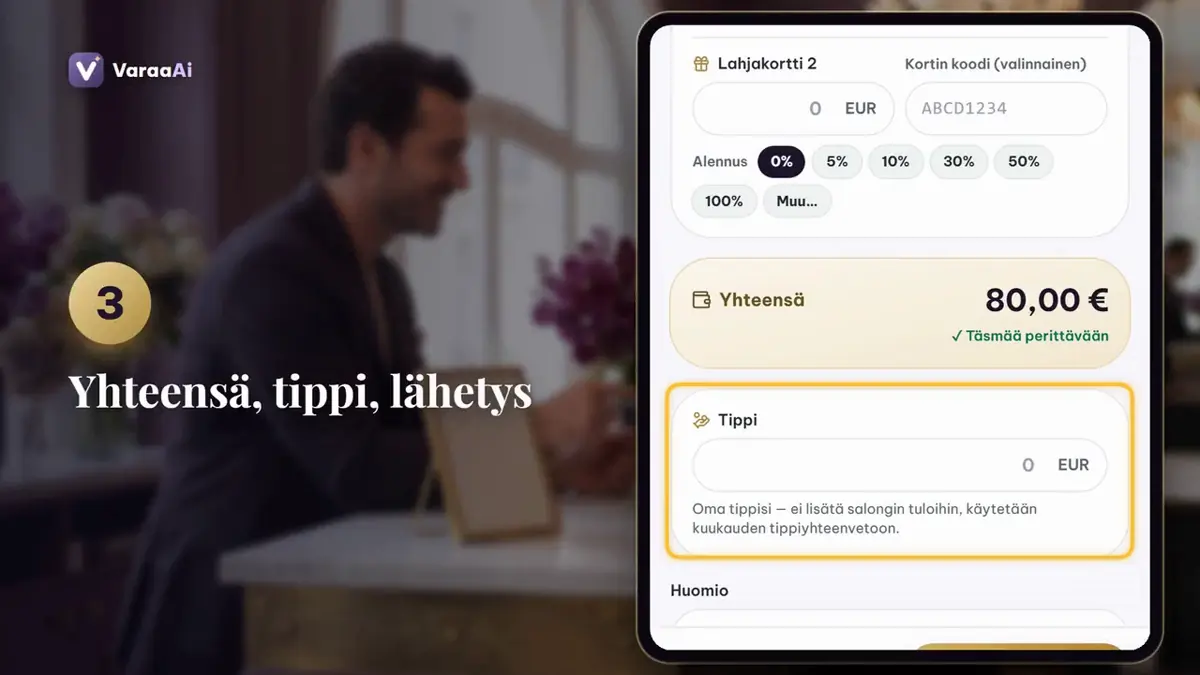 VaraaAi
3
Yhteensä, tippi, lähetys
Lahjakortti 2
Kortin koodi (valinnainen)
0 EUR
ABCD1234
Alennus 0% 5% 10% 30% 50%
100% Muu...
Yhteensä
80,00 €
✓ Täsmää perittävään
Tippi
0 EUR
Oma tippisi — ei lisätä salongin tuloihin, käytetään
kuukauden tippiyhteenvetoon.
Huomio